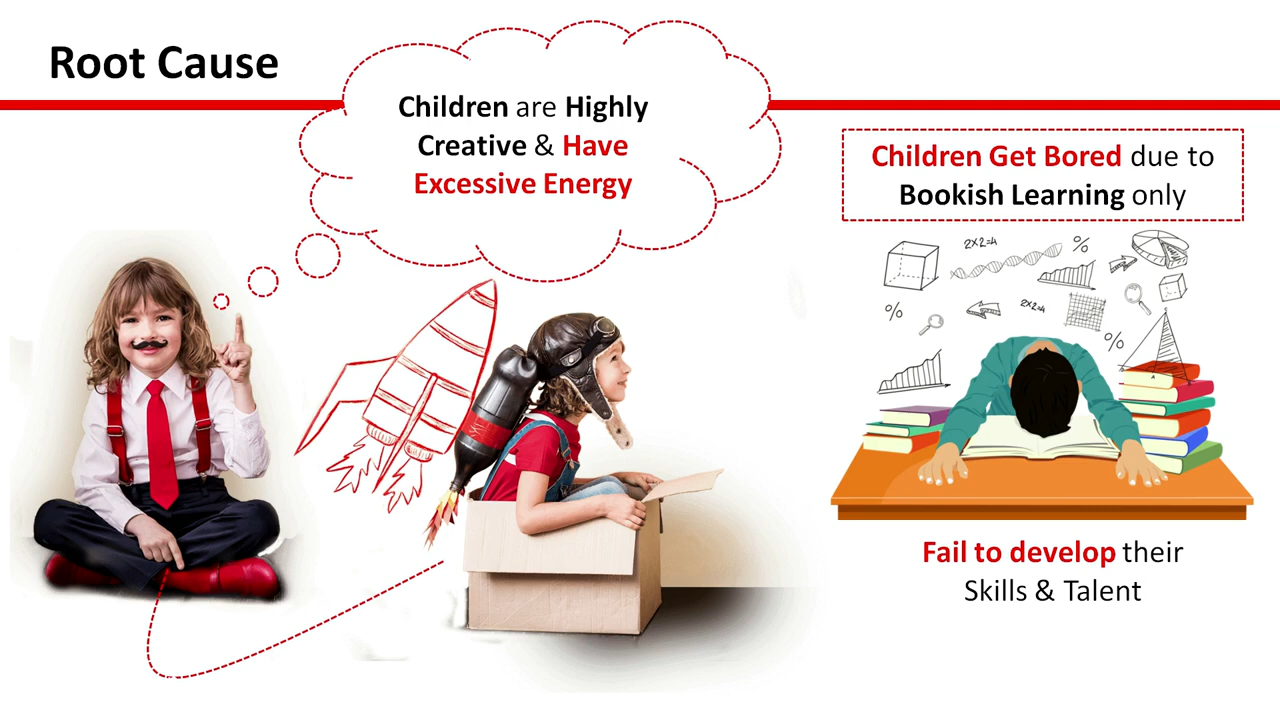 Root Cause
Children are Highly
Creative & Have
Excessive Energy
Children Get Bored due to
Bookish Learning only
2x2=4
%
%
2x2=4
%
A
Fail to develop their
Skills & Talent